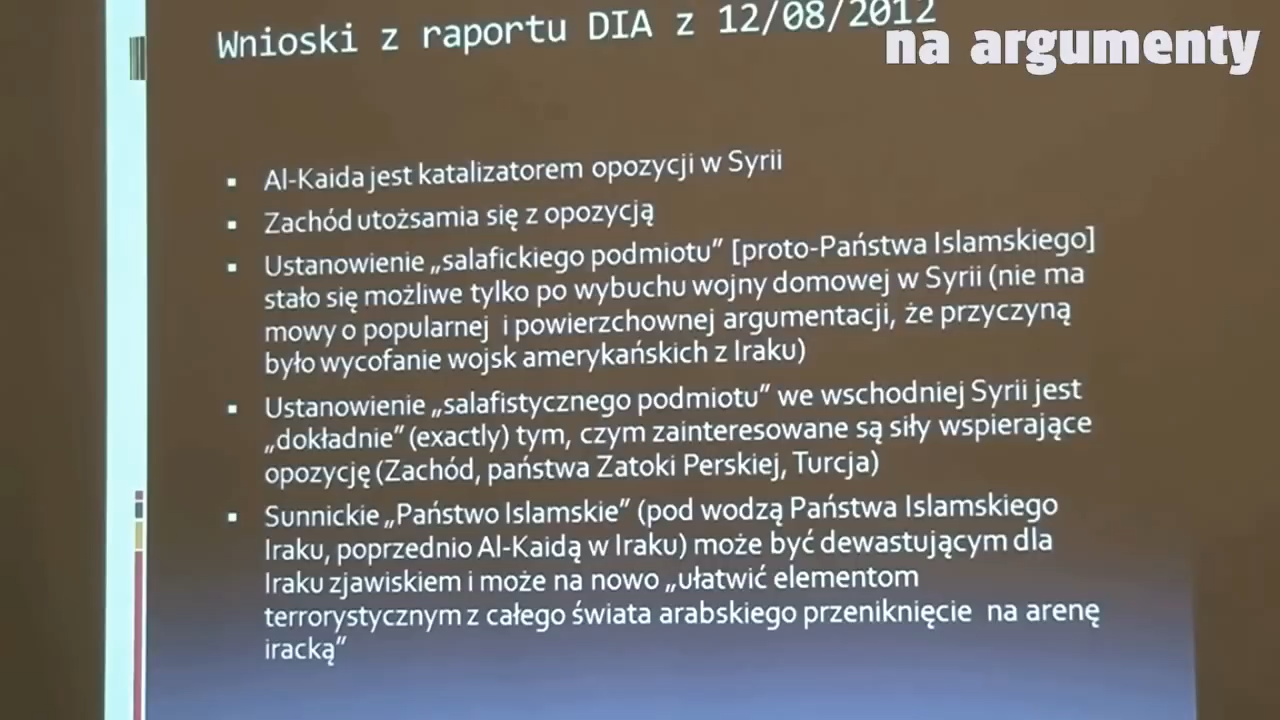 Wnioski z raportu DIA z 12/08/2012
na argumenty
▪ Al-Kaida jest katalizatorem opozycji w Syrii
▪ Zachód utożsamia się z opozycją
▪ Ustanowienie „salafickiego podmiotu” [proto-Państwa Islamskiego]
stało się możliwe tylko po wybuchu wojny domowej w Syrii (nie ma
mowy o popularnej i powierzchownej argumentacji, że przyczyną
było wycofanie wojsk amerykańskich z Iraku)
▪ Ustanowienie „salafistycznego podmiotu” we wschodniej Syrii jest
„dokładnie” (exactly) tym, czym zainteresowane są siły wspierające
opozycję (Zachód, państwa Zatoki Perskiej, Turcja)
▪ Sunnickie „Państwo Islamskie” (pod wodzą Państwa Islamskiego
Iraku, poprzednio Al-Kaidą w Iraku) może być dewastującym dla
Iraku zjawiskiem i może na nowo „ułatwić elementom
terrorystycznym z całego świata arabskiego przeniknięcie na arenę
iracką”